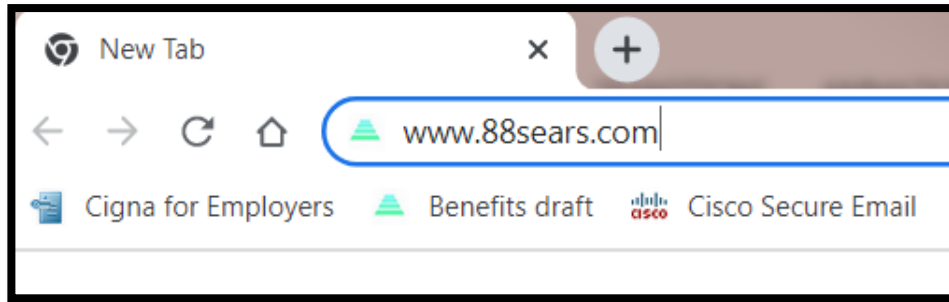 New Tab
www.88sears.com
Cigna for Employers Benefits draft cisco Cisco Secure Email